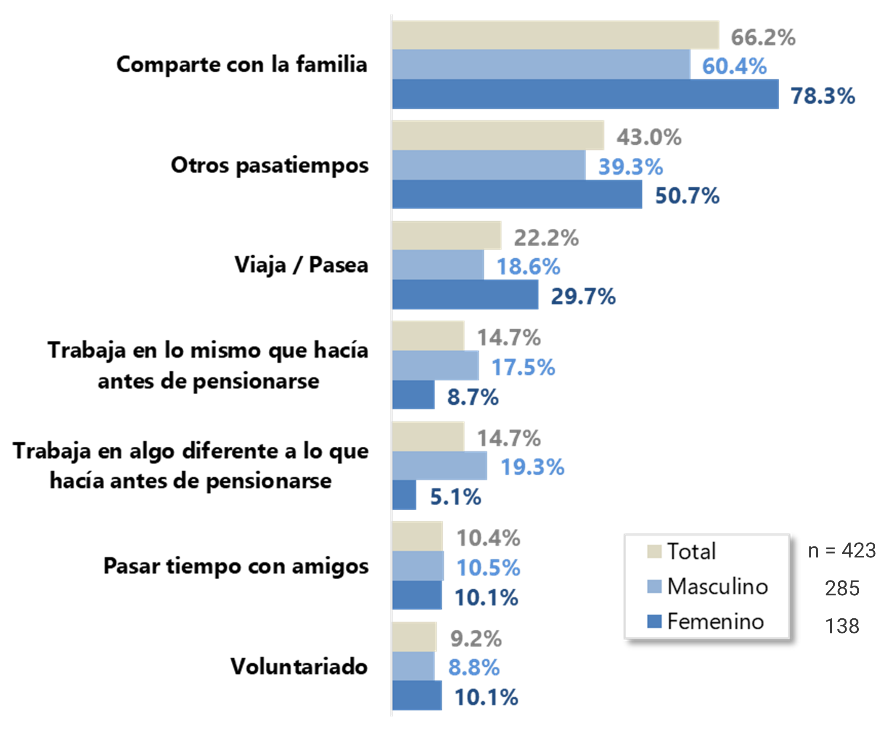 Comparte con la familia
66.2%
60.4%
78.3%
Otros pasatiempos
43.0%
39.3%
50.7%
Viaja / Pasea
22.2%
18.6%
29.7%
Trabaja en lo mismo que hacía
antes de pensionarse
14.7%
17.5%
8.7%
Trabaja en algo diferente a lo que
hacía antes de pensionarse
14.7%
19.3%
5.1%
Pasar tiempo con amigos
10.4%
10.5%
10.1%
Voluntariado
9.2%
8.8%
10.1%
Total n = 423
Masculino 285
Femenino 138